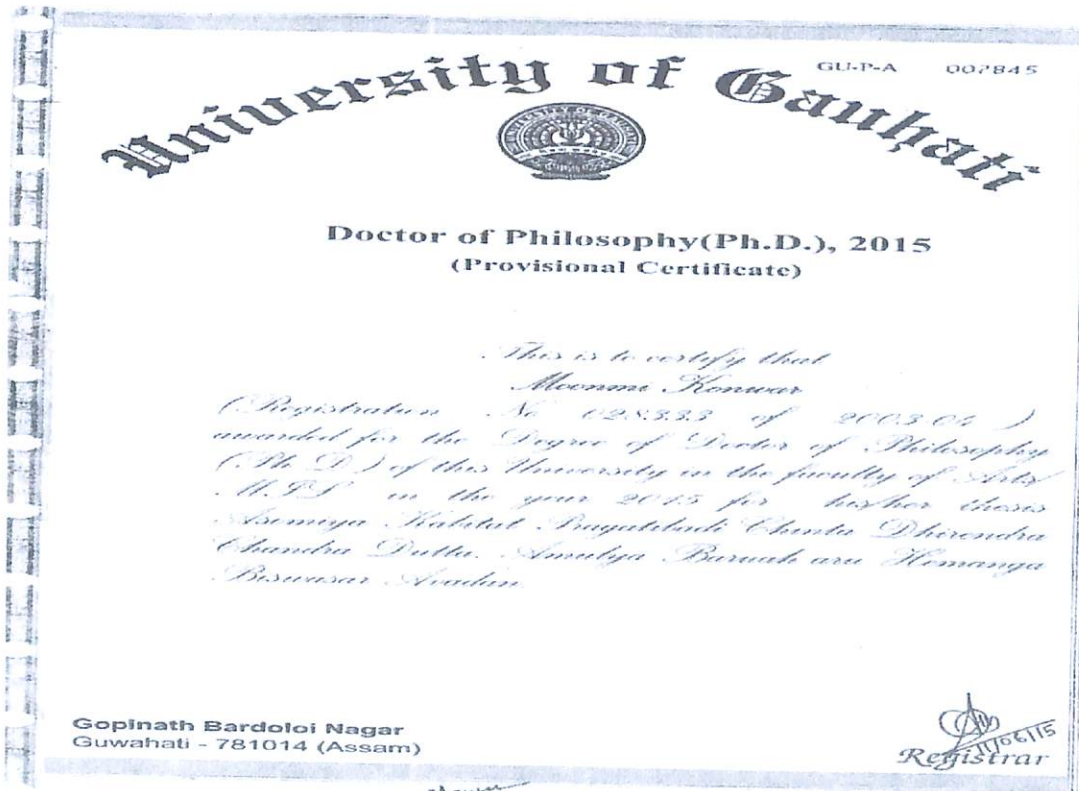 GU-P-A 002845
University of Gauhati
Doctor of Philosophy(Ph.D.), 2015
(Provisional Certificate)
This is to certify that
Moonmi Konwar
(Registration No 028333 of 2003-04 )
awarded for the Degree of Doctor of Philosophy
(Ph. D.) of this University in the faculty of Arts/
M.I.L in the year 2015 for his/her thesis
Asomiya Kabitat Pragatibadi Chinta Dhirendra
Chandra Dutta. Amulya Baruah aru Hemanga
Biswasar Avadan
Gopinath Bardoloi Nagar
Guwahati - 781014 (Assam)
11/06/15
Registrar